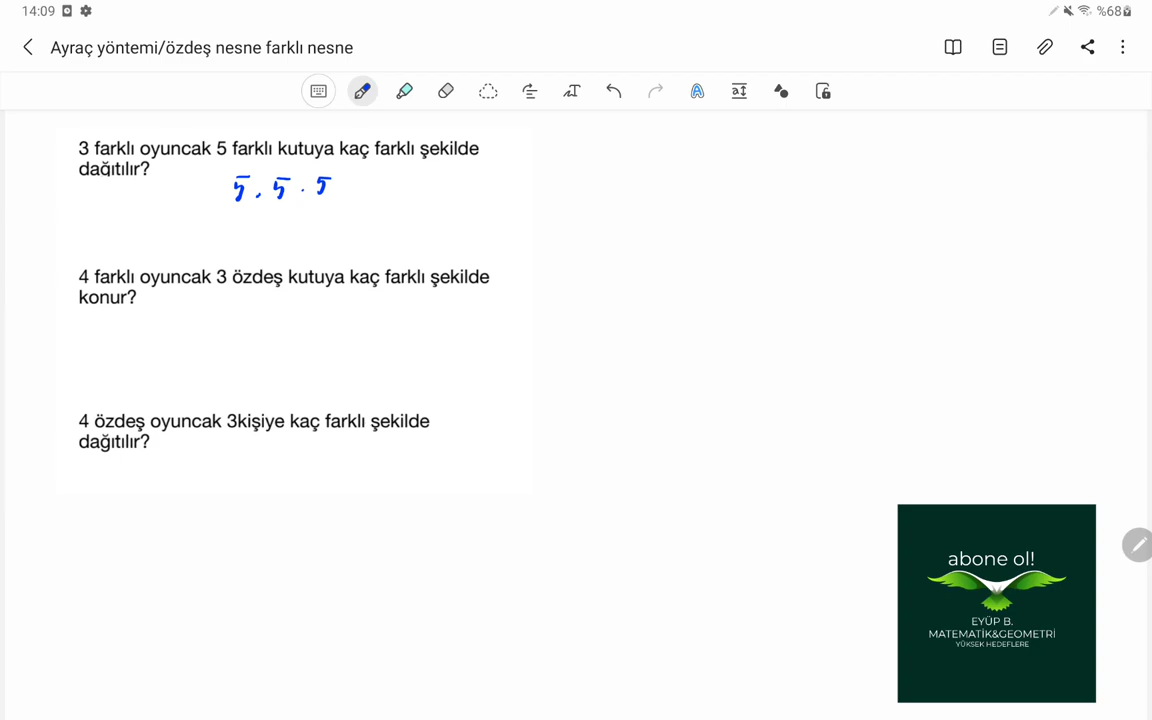 14:09
%68
Ayraç yöntemi/özdeş nesne farklı nesne
3 farklı oyuncak 5 farklı kutuya kaç farklı şekilde
dağıtılır?
5 . 5 . 5
4 farklı oyuncak 3 özdeş kutuya kaç farklı şekilde
konur?
4 özdeş oyuncak 3kişiye kaç farklı şekilde
dağıtılır?
abone ol!
EYÜP B.
MATEMATİK&GEOMETRİ
YÜKSEK HEDEFLERE